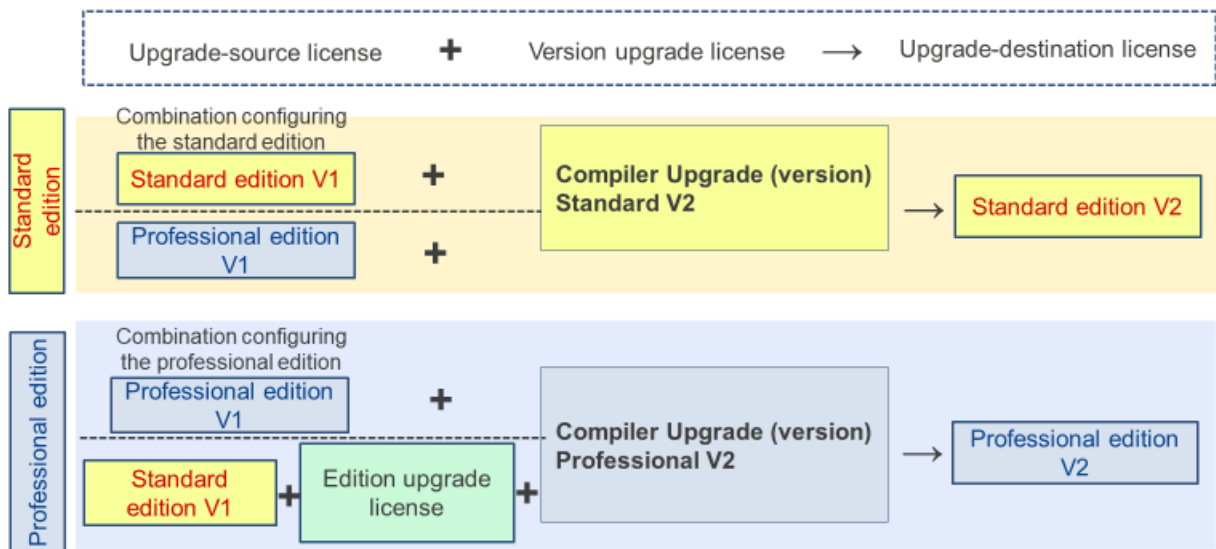 Upgrade-source license + Version upgrade license → Upgrade-destination license
Standard
edition
Combination configuring
the standard edition
Standard edition V1
+
Professional edition
V1
+
Compiler Upgrade (version)
Standard V2
→
Standard edition V2
Professional edition
Combination configuring
the professional edition
Professional edition
V1
+
Standard
edition V1
+
Edition upgrade
license
+
Compiler Upgrade (version)
Professional V2
→
Professional edition
V2